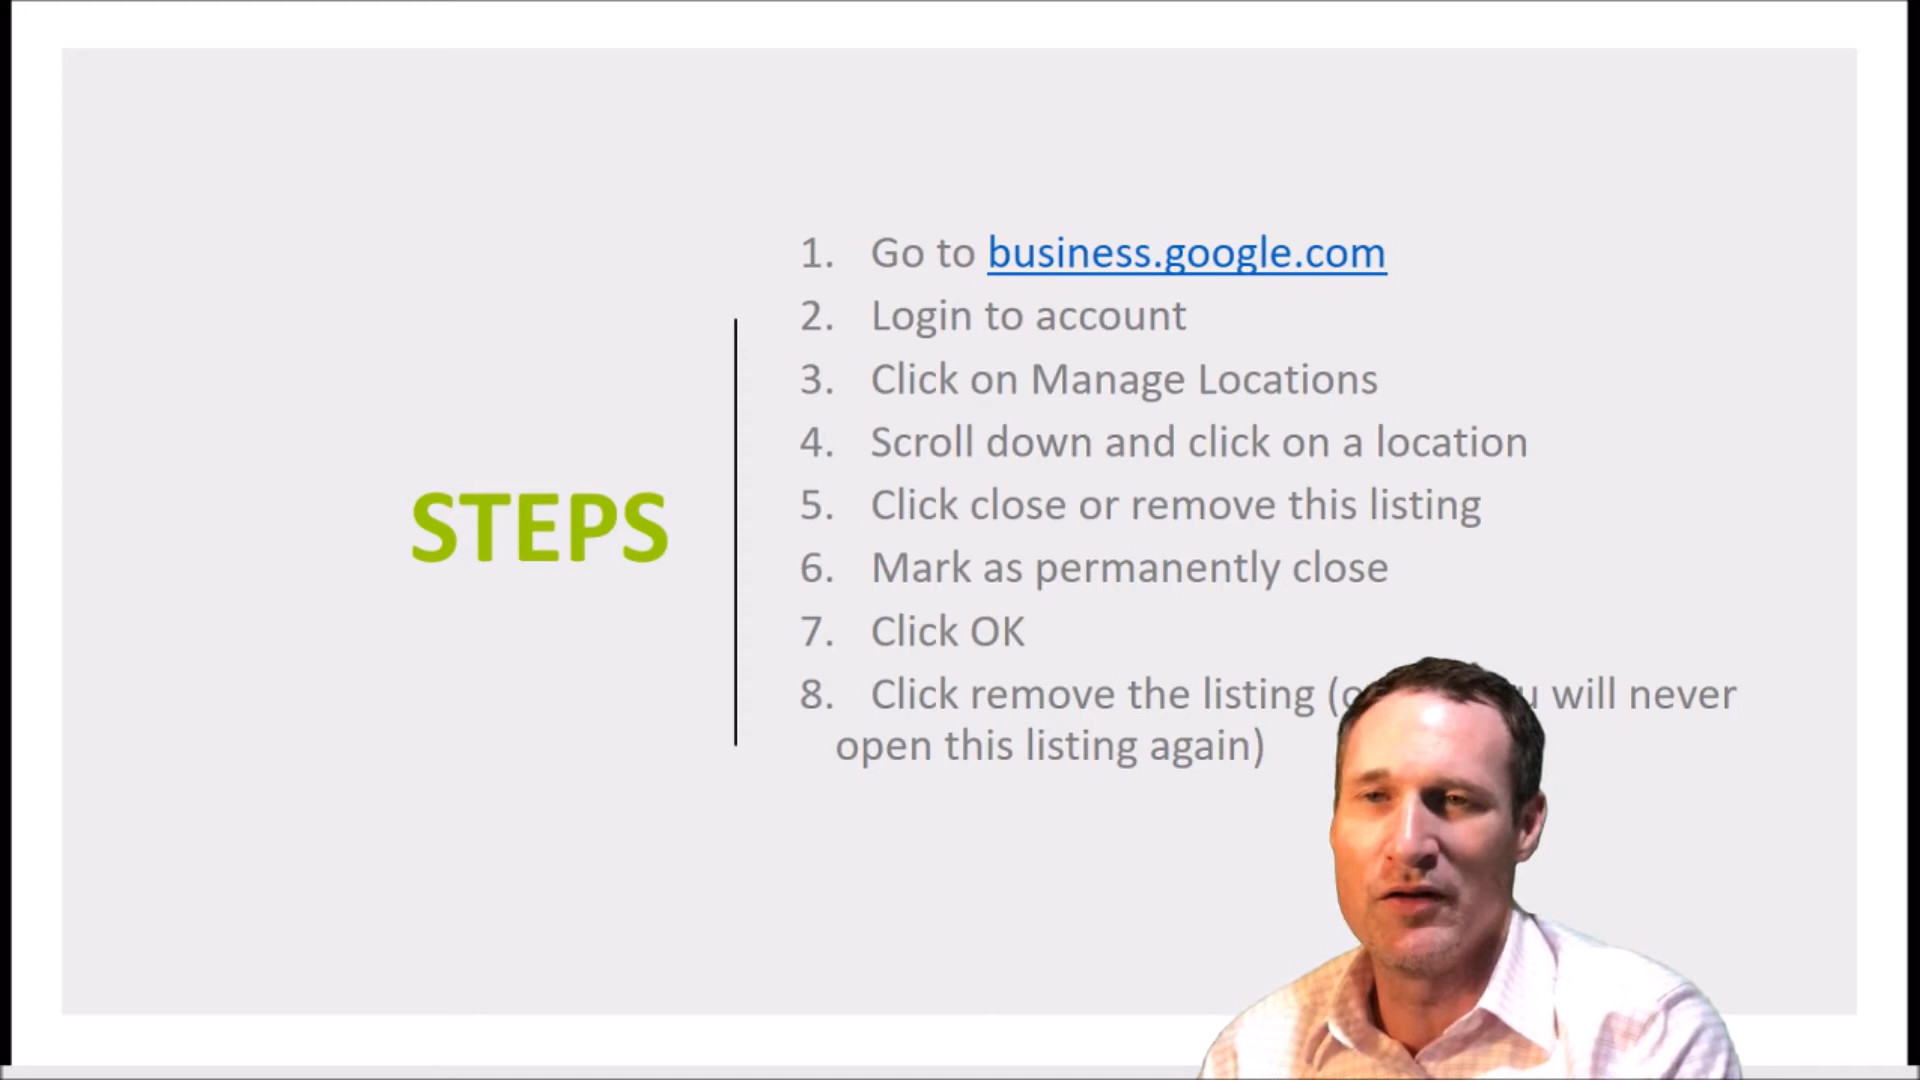 STEPS
1. Go to business.google.com
2. Login to account
3. Click on Manage Locations
4. Scroll down and click on a location
5. Click close or remove this listing
6. Mark as permanently close
7. Click OK
8. Click remove the listing ( will never
open this listing again)